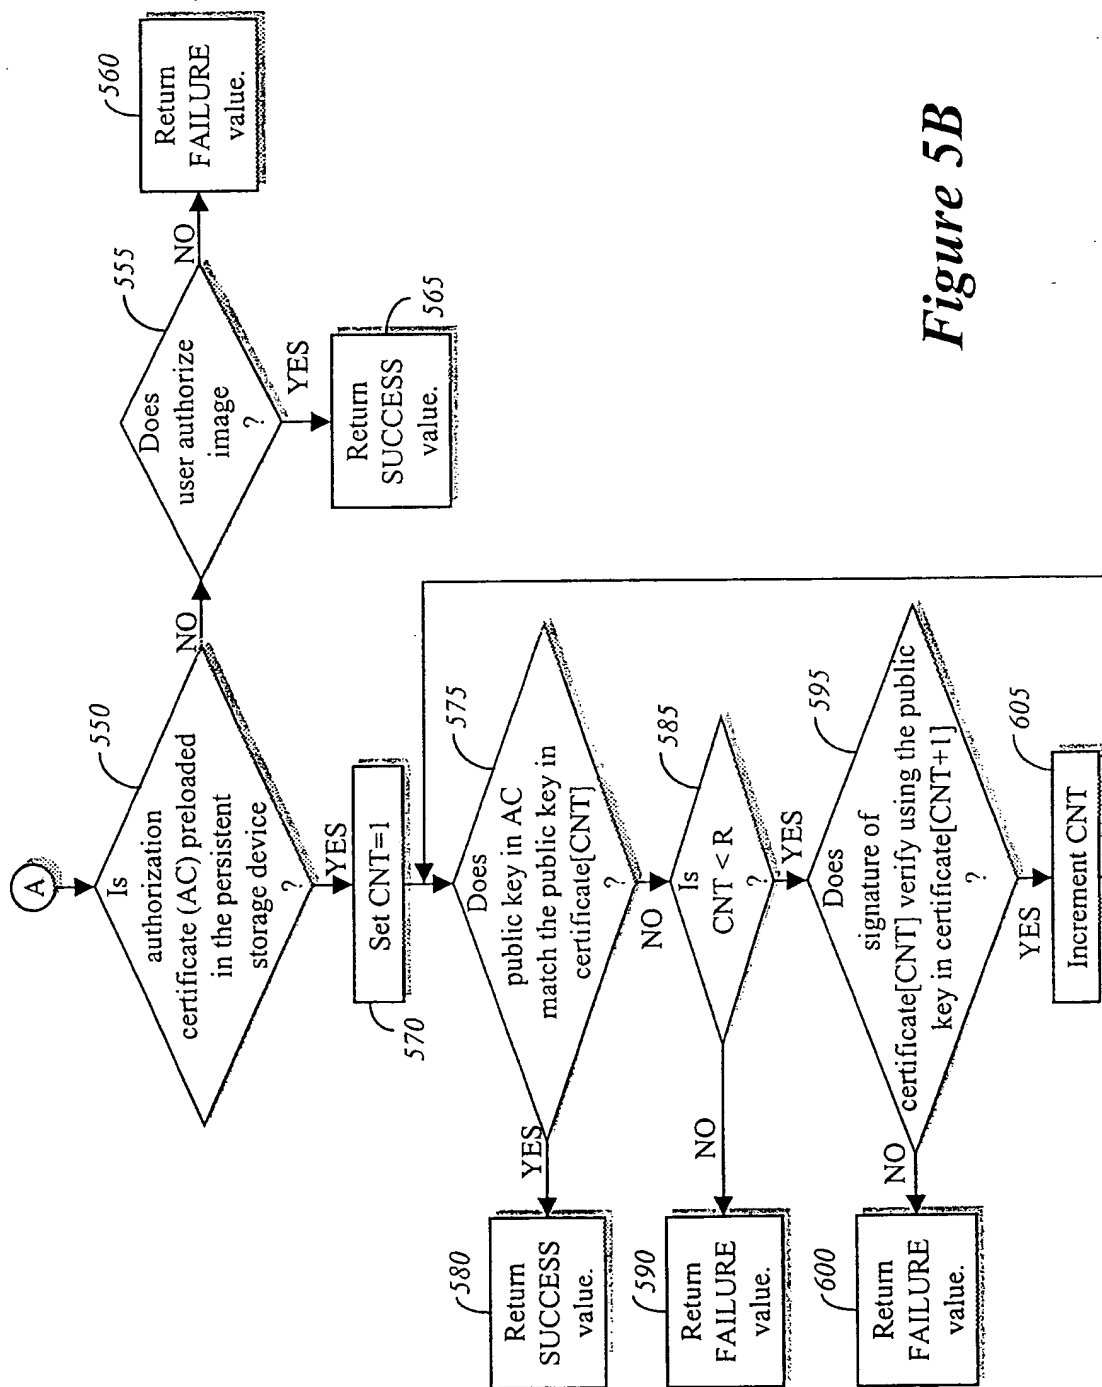 A
550
Is
authorization
certificate (AC) preloaded
in the persistent
storage device
?
NO
YES
555
Does
user authorize
image
?
NO
YES
560
Return
FAILURE
value.
565
Return
SUCCESS
value.
570
Set CNT=1
575
Does
public key in AC
match the public key in
certificate[CNT]
?
YES
NO
580
Return
SUCCESS
value.
585
Is
CNT < R
?
NO
YES
590
Return
FAILURE
value.
595
Does
signature of
certificate[CNT] verify using the public
key in certificate[CNT+1]
?
NO
YES
600
Return
FAILURE
value.
605
Increment CNT
Figure 5B